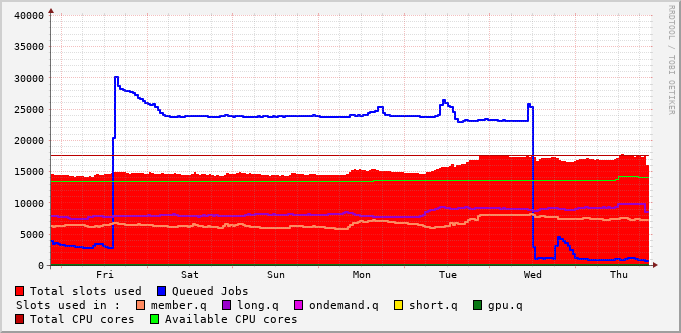 40000
35000
30000
25000
20000
15000
10000
5000
0
Fri Sat Sun Mon Tue Wed Thu
Total slots used Queued Jobs
Slots used in : member.q long.q ondemand.q short.q gpu.q
Total CPU cores Available CPU cores
RRDTOOL / TOBI OETIKER